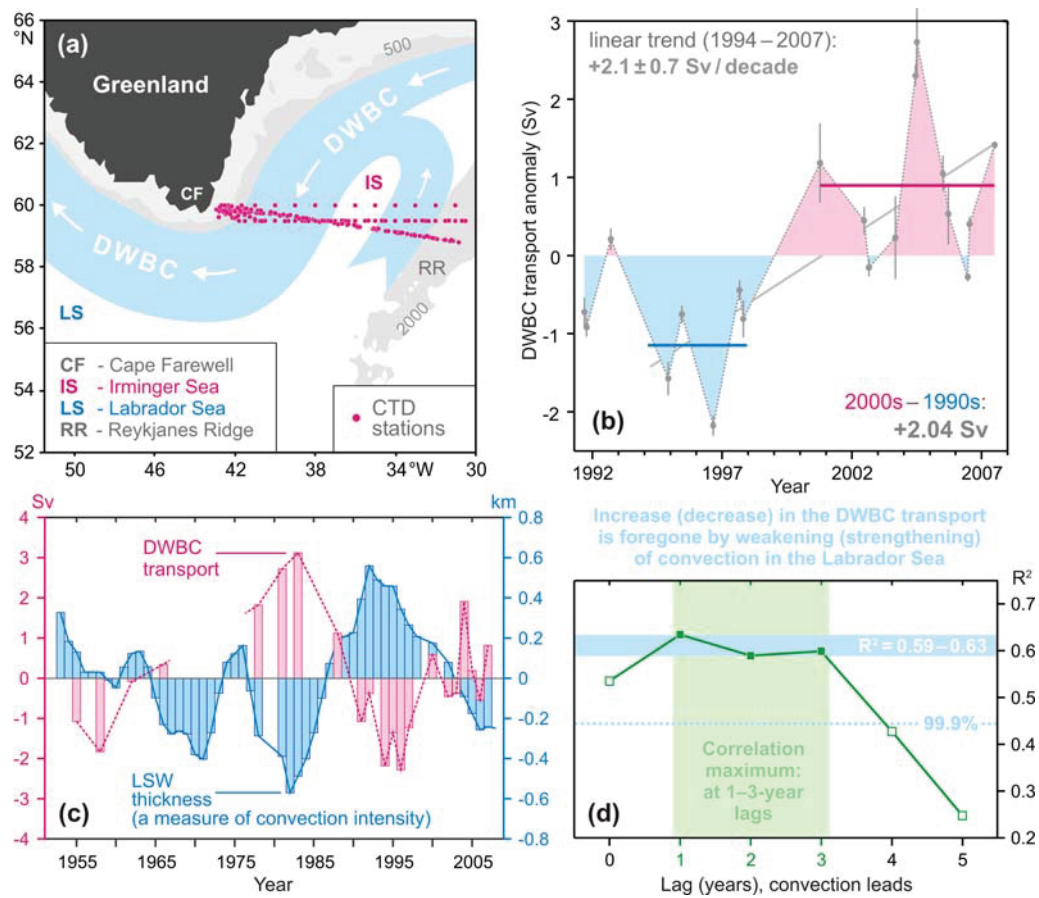 66
°N
64
62
60
58
56
54
52
(a)
Greenland
500
DWBC
IS
CF
DWBC
RR
LS
2000
CF - Cape Farewell
IS - Irminger Sea
LS - Labrador Sea
RR - Reykjanes Ridge
CTD
stations
50 46 42 38 34 °W 30
3
2
1
0
-1
-2
DWBC transport anomaly (Sv)
linear trend (1994 – 2007):
+2.1 ± 0.7 Sv / decade
(b)
2000s – 1990s:
+2.04 Sv
1992 1997 2002 2007
Year
Sv
4
3
2
1
0
-1
-2
-3
-4
km
0.8
0.6
0.4
0.2
0
-0.2
-0.4
-0.6
-0.8
DWBC
transport
LSW
thickness
(a measure of convection intensity)
(c)
1955 1965 1975 1985 1995 2005
Year
Increase (decrease) in the DWBC transport
is foregone by weakening (strengthening)
of convection in the Labrador Sea
R²
0.7
0.6
0.5
0.4
0.3
0.2
R² = 0.59 – 0.63
99.9%
Correlation
maximum:
at 1–3-year
lags
(d)
0 1 2 3 4 5
Lag (years), convection leads